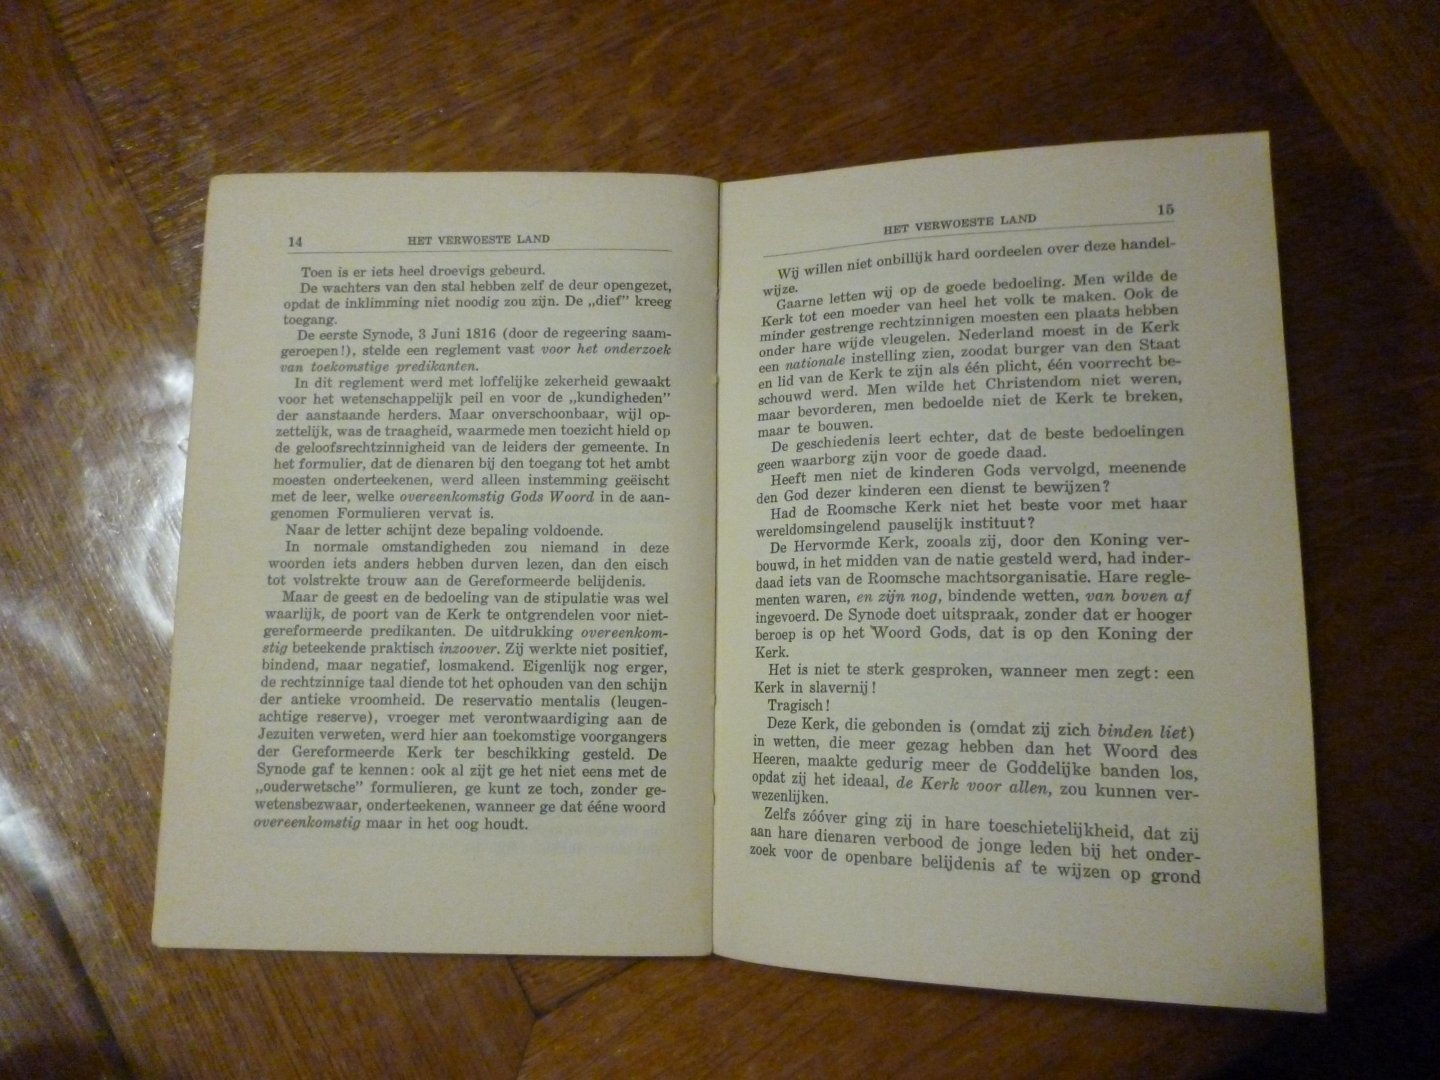 14 HET VERWOESTE LAND
Toen is er iets heel droevigs gebeurd.
De wachters van den stal hebben zelf de deur opengezet,
opdat de inklimming niet noodig zou zijn. De „dief” kreeg
toegang.
De eerste Synode, 3 Juni 1816 (door de regeering saam-
geroepen!), stelde een reglement vast voor het onderzoek
van toekomstige predikanten.
In dit reglement werd met loffelijke zekerheid gewaakt
voor het wetenschappelijk peil en voor de „kundigheden”
der aanstaande herders. Maar onverschoonbaar, wijl op-
zettelijk, was de traagheid, waarmede men toezicht hield op
de geloofsrechtzinnigheid van de leiders der gemeente. In
het formulier, dat de dienaren bij den toegang tot het ambt
moesten onderteekenen, werd alleen instemming geëischt
met de leer, welke overeenkomstig Gods Woord in de aan-
genomen Formulieren vervat is.
Naar de letter schijnt deze bepaling voldoende.
In normale omstandigheden zou niemand in deze
woorden iets anders hebben durven lezen, dan den eisch
tot volstrekte trouw aan de Gereformeerde belijdenis.
Maar de geest en de bedoeling van de stipulatie was wel
waarlijk, de poort van de Kerk te ontgrendelen voor niet-
gereformeerde predikanten. De uitdrukking overeenkom-
stig beteekende praktisch inzoover. Zij werkte niet positief,
bindend, maar negatief, losmakend. Eigenlijk nog erger,
de rechtzinnige taal diende tot het ophouden van den schijn
der antieke vroomheid. De reservatio mentalis (leugen-
achtige reserve), vroeger met verontwaardiging aan de
Jezuiten verweten, werd hier aan toekomstige voorgangers
der Gereformeerde Kerk ter beschikking gesteld. De
Synode gaf te kennen: ook al zijt ge het niet eens met de
„ouderwetsche” formulieren, ge kunt ze toch, zonder ge-
wetensbezwaar, onderteekenen, wanneer ge dat ééne woord
overeenkomstig maar in het oog houdt.
HET VERWOESTE LAND 15
Wij willen niet onbillijk hard oordeelen over deze handel-
wijze.
Gaarne letten wij op de goede bedoeling. Men wilde de
Kerk tot een moeder van heel het volk te maken. Ook de
minder gestrenge rechtzinnigen moesten een plaats hebben
onder hare wijde vleugelen. Nederland moest in de Kerk
een nationale instelling zien, zoodat burger van den Staat
en lid van de Kerk te zijn als één plicht, één voorrecht be-
schouwd werd. Men wilde het Christendom niet weren,
maar bevorderen, men bedoelde niet de Kerk te breken,
maar te bouwen.
De geschiedenis leert echter, dat de beste bedoelingen
geen waarborg zijn voor de goede daad.
Heeft men niet de kinderen Gods vervolgd, meenende
den God dezer kinderen een dienst te bewijzen?
Had de Roomsche Kerk niet het beste voor met haar
wereldomsingelend pauselijk instituut?
De Hervormde Kerk, zooals zij, door den Koning ver-
bouwd, in het midden van de natie gesteld werd, had inder-
daad iets van de Roomsche machtsorganisatie. Hare regle-
menten waren, en zijn nog, bindende wetten, van boven af
ingevoerd. De Synode doet uitspraak, zonder dat er hooger
beroep is op het Woord Gods, dat is op den Koning der
Kerk.
Het is niet te sterk gesproken, wanneer men zegt: een
Kerk in slavernij!
Tragisch!
Deze Kerk, die gebonden is (omdat zij zich binden liet)
in wetten, die meer gezag hebben dan het Woord des
Heeren, maakte gedurig meer de Goddelijke banden los,
opdat zij het ideaal, de Kerk voor allen, zou kunnen ver-
wezenlijken.
Zelfs zóóver ging zij in hare toeschietelijkheid, dat zij
aan hare dienaren verbood de jonge leden bij het onder-
zoek voor de openbare belijdenis af te wijzen op grond